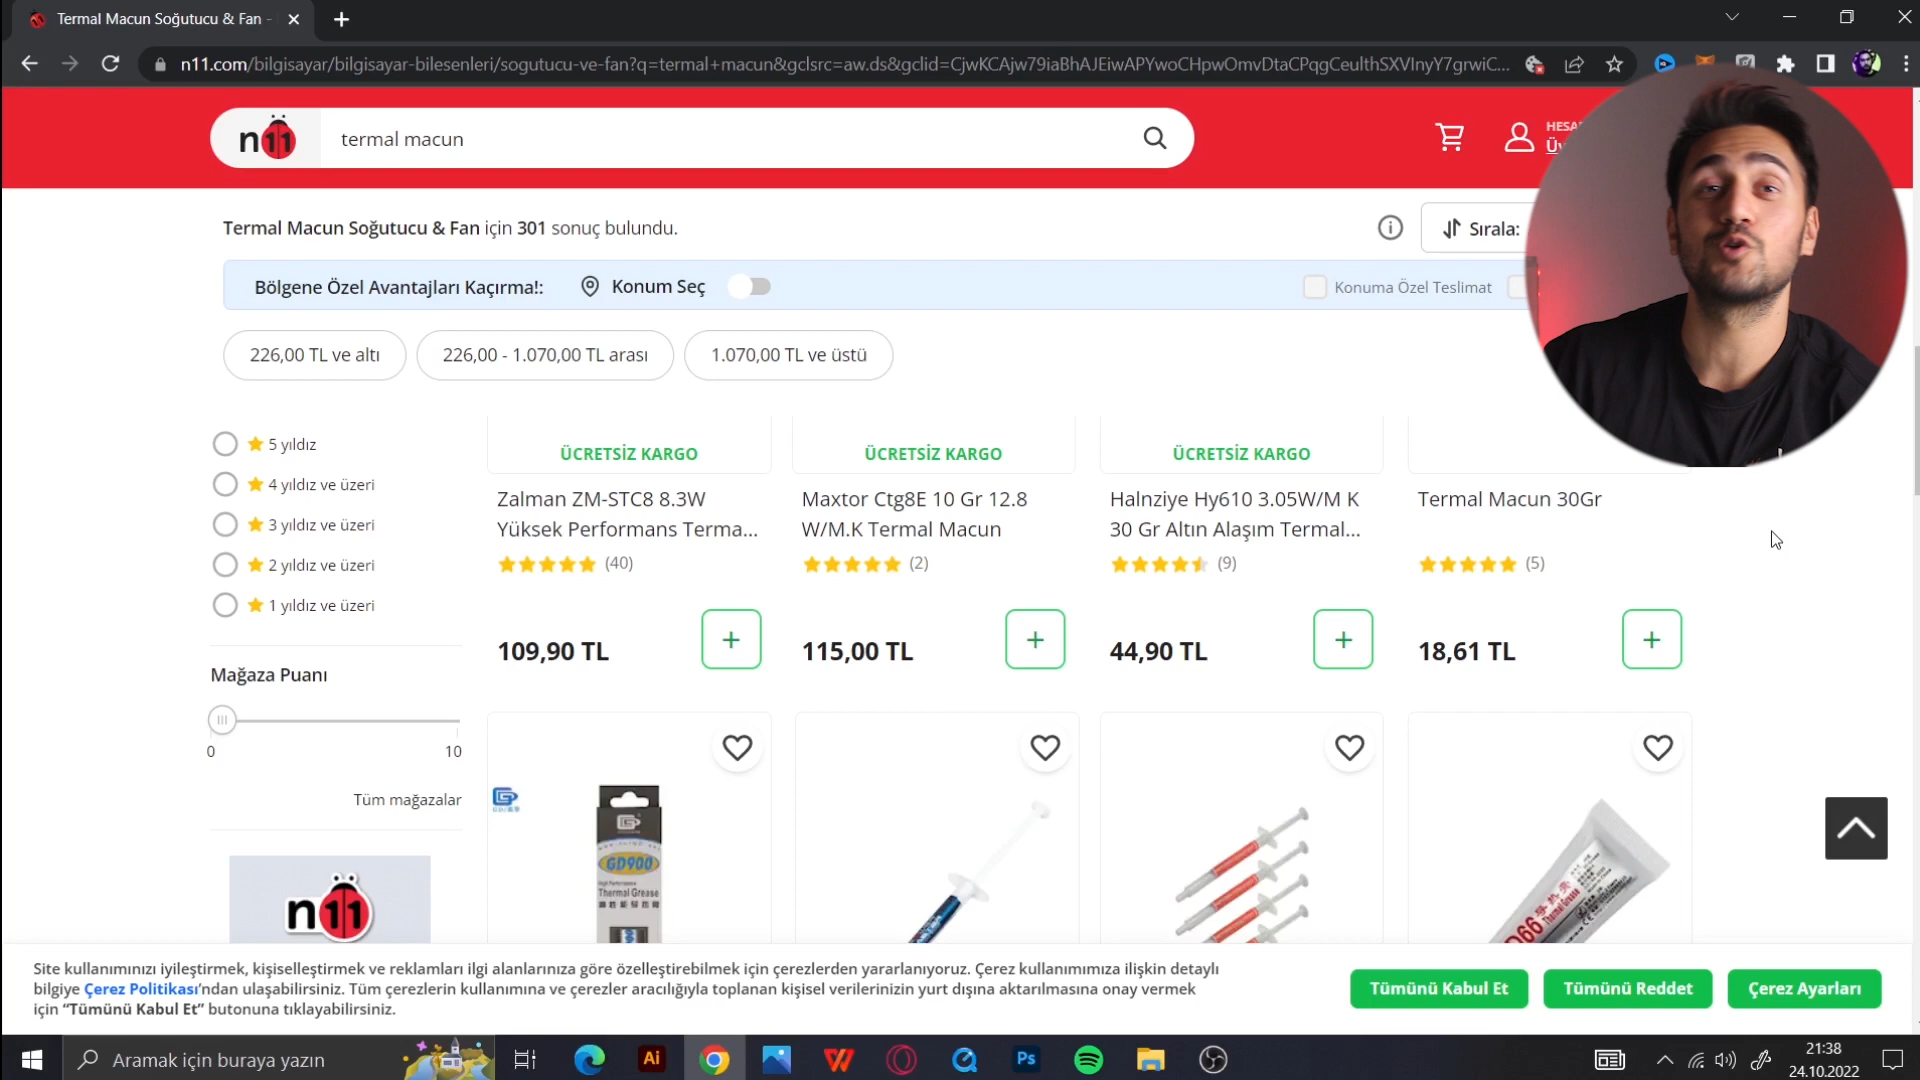 Termal Macun Soğutucu & Fan -
n11.com/bilgisayar/bilgisayar-bilesenleri/sogutucu-ve-fan?q=termal+macun&gclsrc=aw.ds&gclid=CjwKCAjw79iaBhAJEiwAPYwoCHpwOmvDtaCPqgCeulthSXVInyY7grwiC...
n11
termal macun
HESA
Üy
Termal Macun Soğutucu & Fan için 301 sonuç bulundu.
Sırala:
Bölgene Özel Avantajları Kaçırma!:
Konum Seç
Konuma Özel Teslimat
226,00 TL ve altı
226,00 - 1.070,00 TL arası
1.070,00 TL ve üstü
5 yıldız
4 yıldız ve üzeri
3 yıldız ve üzeri
2 yıldız ve üzeri
1 yıldız ve üzeri
Mağaza Puanı
0
10
Tüm mağazalar
n11
ÜCRETSİZ KARGO
Zalman ZM-STC8 8.3W
Yüksek Performans Terma...
(40)
109,90 TL
+
ÜCRETSİZ KARGO
Maxtor Ctg8E 10 Gr 12.8
W/M.K Termal Macun
(2)
115,00 TL
+
ÜCRETSİZ KARGO
Halnziye Hy610 3.05W/M K
30 Gr Altın Alaşım Termal...
(9)
44,90 TL
+
Termal Macun 30Gr
(5)
18,61 TL
+
GD900
Thermal Grease
Site kullanımınızı iyileştirmek, kişiselleştirmek ve reklamları ilgi alanlarınıza göre özelleştirebilmek için çerezlerden yararlanıyoruz. Çerez kullanımımıza ilişkin detaylı
bilgiye Çerez Politikası’ndan ulaşabilirsiniz. Tüm çerezlerin kullanımına ve çerezler aracılığıyla toplanan kişisel verilerinizin yurt dışına aktarılmasına onay vermek
için “Tümünü Kabul Et” butonuna tıklayabilirsiniz.
Tümünü Kabul Et
Tümünü Reddet
Çerez Ayarları
Aramak için buraya yazın
Ai
Ps
21:38
24.10.2022